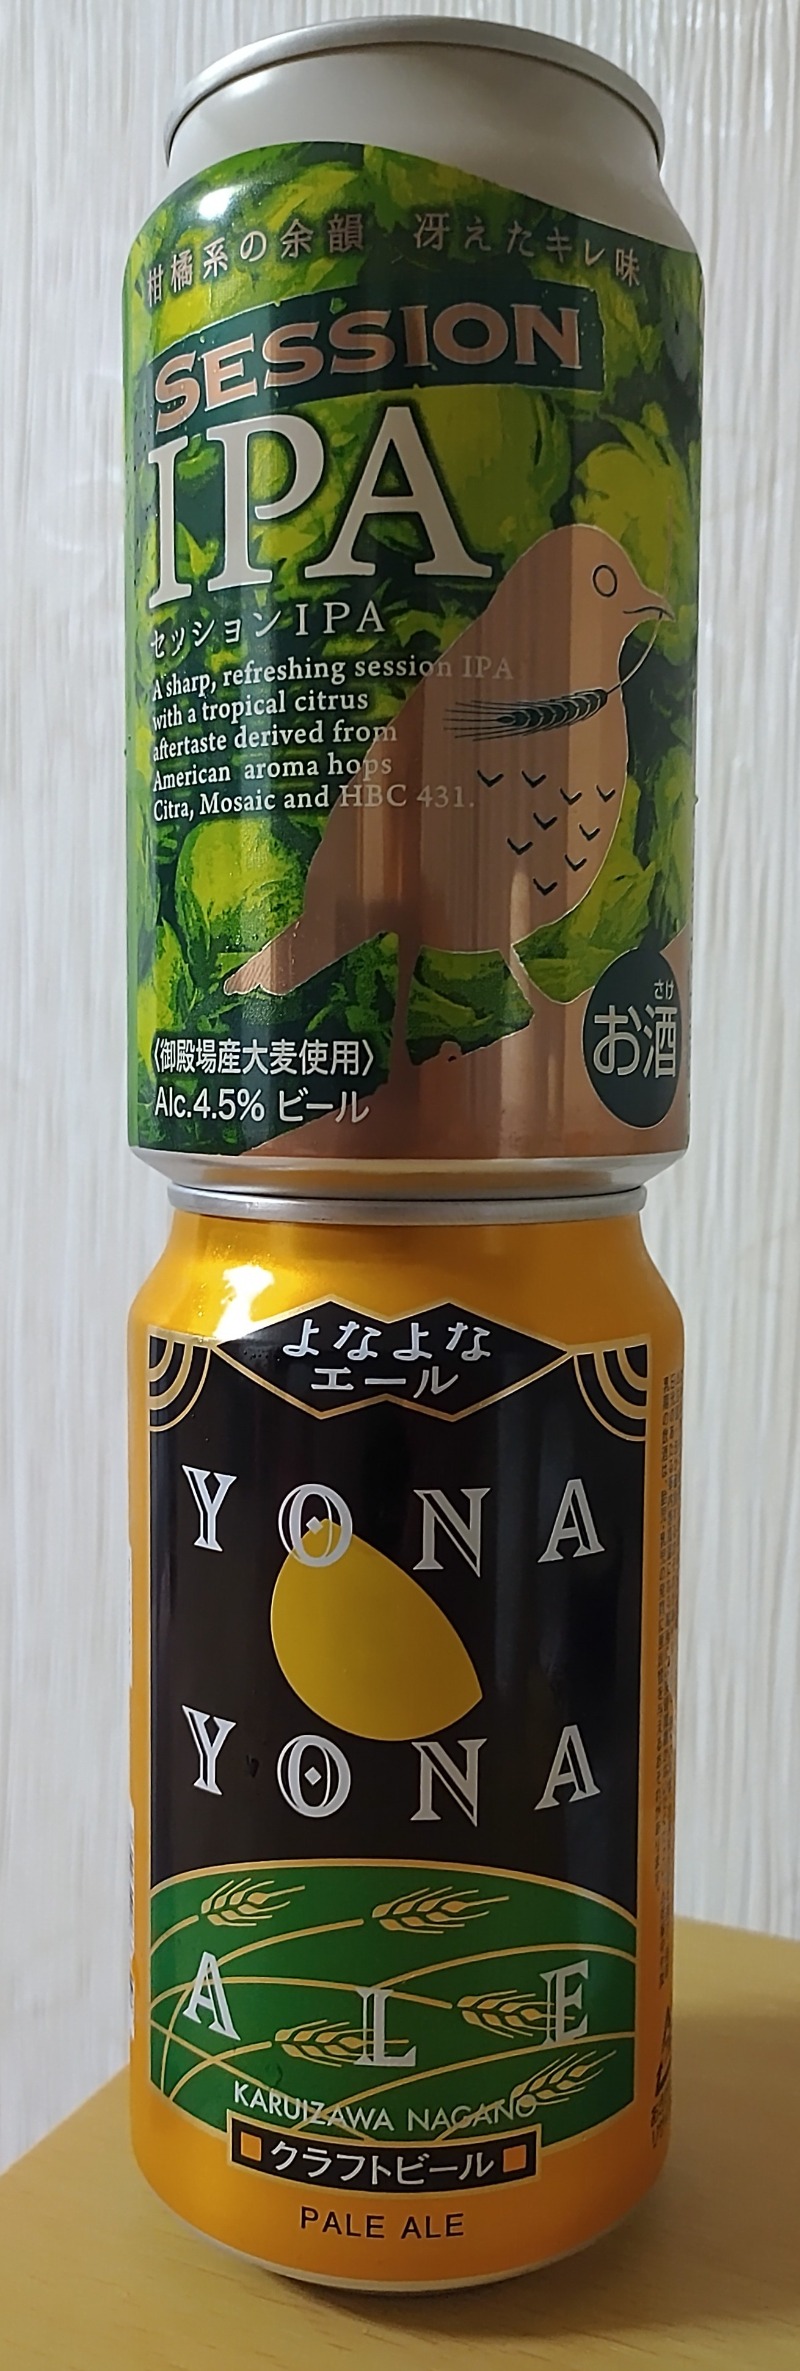 柑橘系の余韻 冴えたキレ味
SESSION
IPA
セッションIPA
A sharp, refreshing session IPA
with a tropical citrus
aftertaste derived from
American aroma hops
Citra, Mosaic and HBC 431.
さけ
お酒
〈御殿場産大麦使用〉
Alc.4.5% ビール
よなよな
エール
YONA
YONA
ALE
KARUIZAWA NAGANO
クラフトビール
PALE ALE